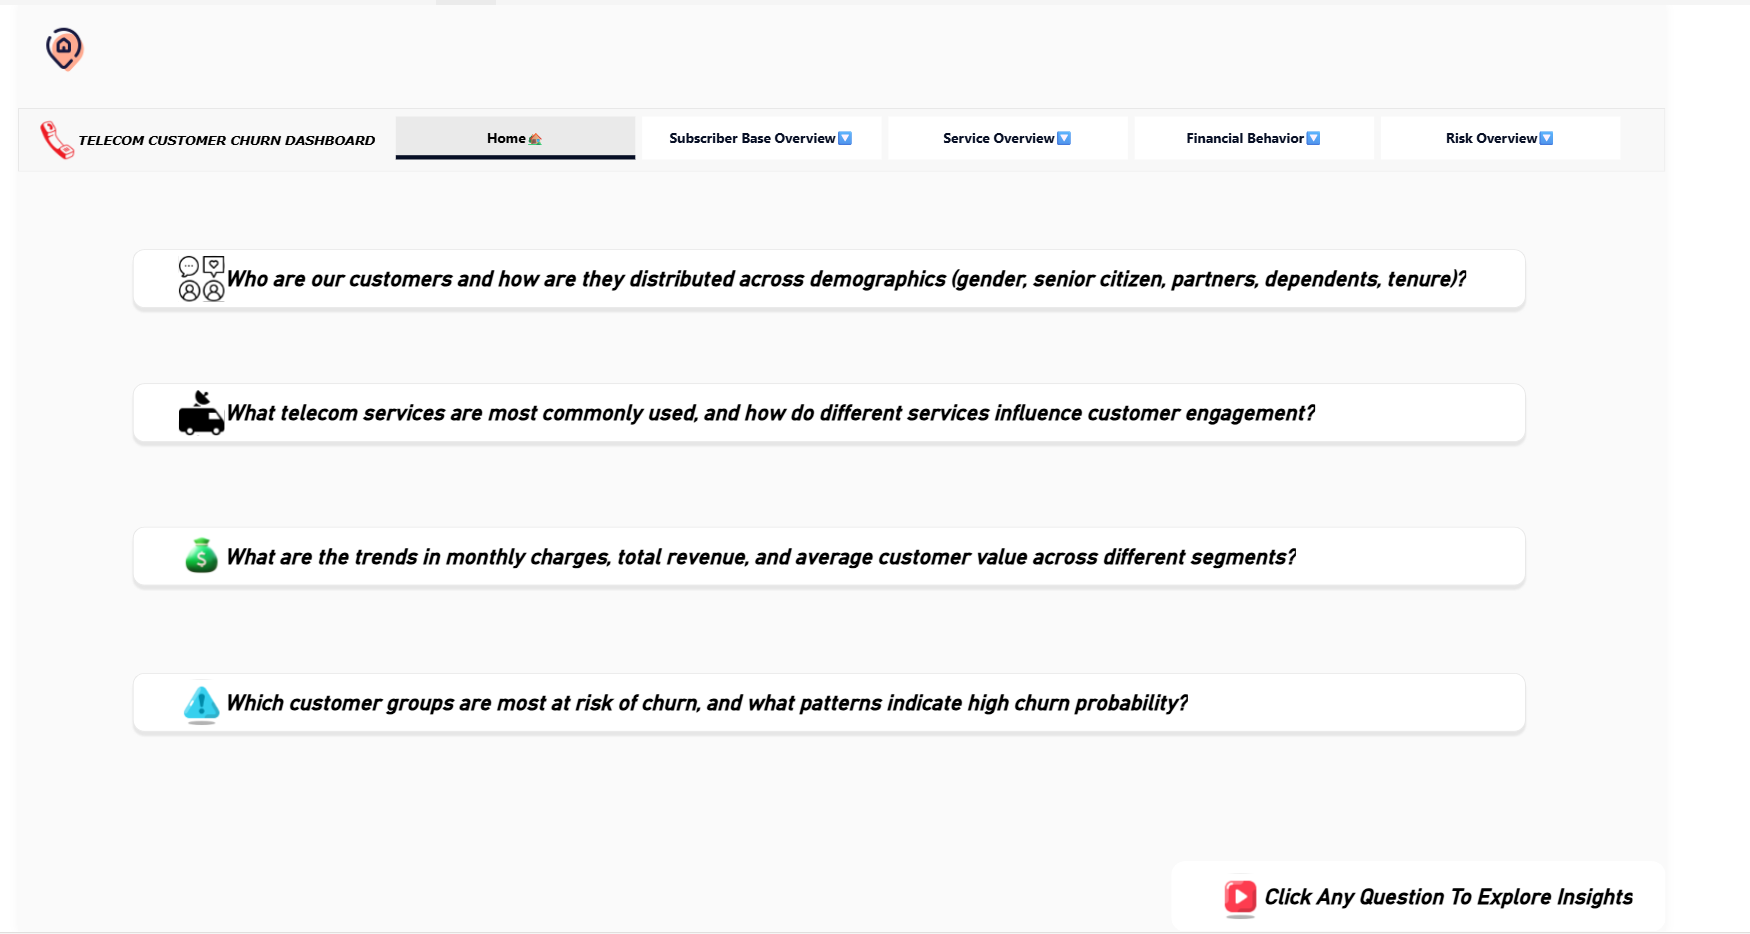 TELECOM CUSTOMER CHURN DASHBOARD
Home
Subscriber Base Overview
Service Overview
Financial Behavior
Risk Overview
Who are our customers and how are they distributed across demographics (gender, senior citizen, partners, dependents, tenure)?
What telecom services are most commonly used, and how do different services influence customer engagement?
$
What are the trends in monthly charges, total revenue, and average customer value across different segments?
Which customer groups are most at risk of churn, and what patterns indicate high churn probability?
Click Any Question To Explore Insights